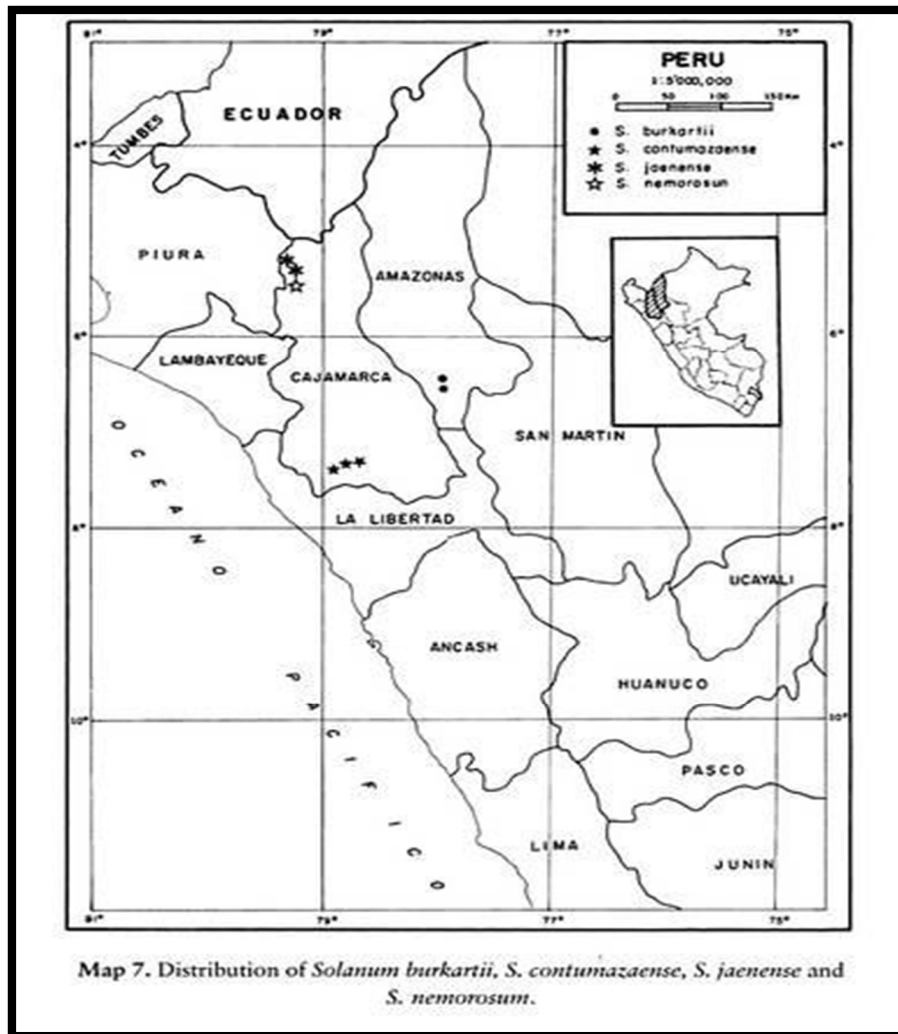 81°
79°
77°
75°
PERU
1:5'000,000
0 50 100 150 Km
S. burkartii
S. contumazaense
S. jaenense
S. nemorosun
ECUADOR
TUMBES
4°
4°
PIURA
AMAZONAS
6°
6°
LAMBAYEQUE
CAJAMARCA
SAN MARTIN
LA LIBERTAD
8°
8°
UCAYALI
ANCASH
HUANUCO
10°
10°
PASCO
LIMA
JUNIN
OCEANO
PACIFICO
81°
79°
77°
75°
Map 7. Distribution of Solanum burkartii, S. contumazaense, S. jaenense and
S. nemorosum.